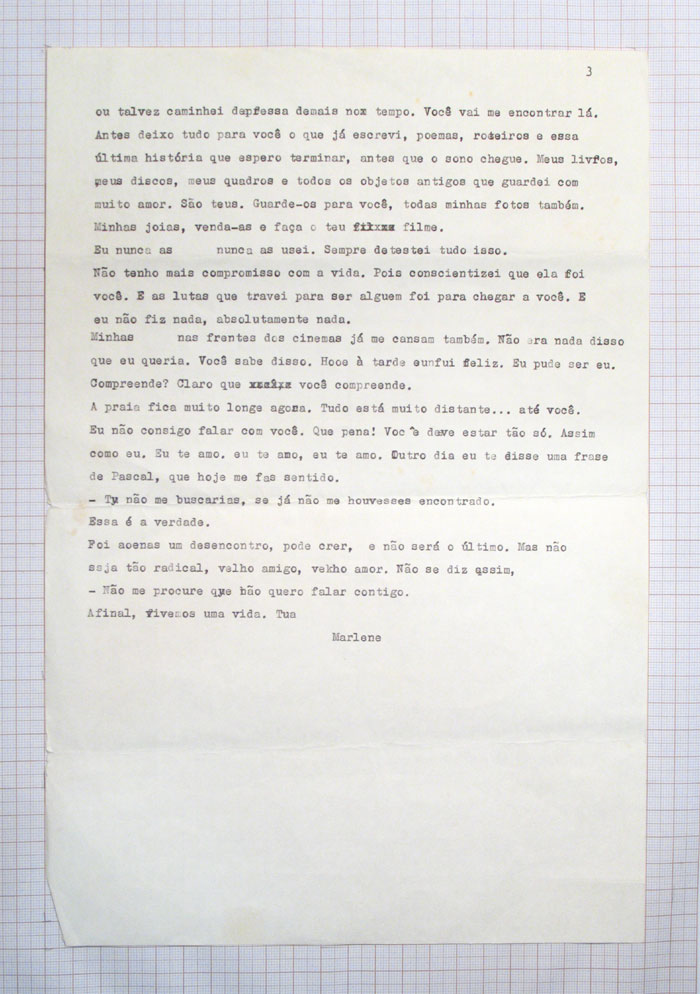 3
ou talvez caminhei depressa demais nox tempo. Você vai me encontrar lá.
Antes deixo tudo para você o que já escrevi, poemas, roteiros e essa
última história que espero terminar, antes que o sono chegue. Meus livros,
meus discos, meus quadros e todos os objetos antigos que guardei com
muito amor. São teus. Guarde-os para você, todas minhas fotos também.
Minhas joias, venda-as e faça o teu filxxx filme.
Eu nunca as nunca as usei. Sempre detestei tudo isso.
Não tenho mais compromisso com a vida. Pois conscientizei que ela foi
você. E as lutas que travei para ser alguem foi para chegar a você. E
eu não fiz nada, absolutamente nada.
Minhas nas frentes dos cinemas já me cansam também. Não era nada disso
que eu queria. Você sabe disso. Hooe à tarde eunfui feliz. Eu pude ser eu.
Compreende? Claro que você compreende.
A praia fica muito longe agora. Tudo está muito distante... até você.
Eu não consigo falar com você. Que pena! Voc^e deve estar tão só. Assim
como eu. Eu te amo. eu te amo, eu te amo. Outro dia eu te disse uma frase
de Pascal, que hoje me fas sentido.
- Tu não me buscarias, se já não me houvesses encontrado.
Essa é a verdade.
Foi aoenas um desencontro, pode crer, e não será o último. Mas não
seja tão radical, velho amigo, vekho amor. Não se diz assim,
- Não me procure que não quero falar contigo.
Afinal, vivemos uma vida. Tua
Marlene